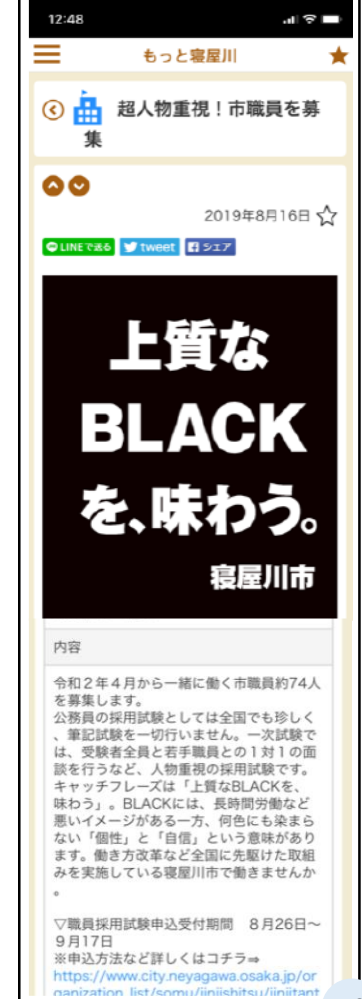 12:48
もっと寝屋川
超人物重視！市職員を募
集
2019年8月16日
LINEで送る tweet シェア
上質な
BLACK
を、味わう。
寝屋川市
内容
令和２年４月から一緒に働く市職員約74人
を募集します。
公務員の採用試験としては全国でも珍しく
、筆記試験を一切行いません。一次試験で
は、受験者全員と若手職員との１対１の面
談を行うなど、人物重視の採用試験です。
キャッチフレーズは「上質なBLACKを、
味わう」。BLACKには、長時間労働など
悪いイメージがある一方、何色にも染まら
ない「個性」と「自信」という意味があり
ます。働き方改革など全国に先駆けた取組
みを実施している寝屋川市で働きませんか
。
▽職員採用試験申込受付期間　８月26日～
９月17日
※申込方法など詳しくはコチラ⇒
https://www.city.neyagawa.osaka.jp/or
ganization_list/somu/jinjishitsu/jinjitant